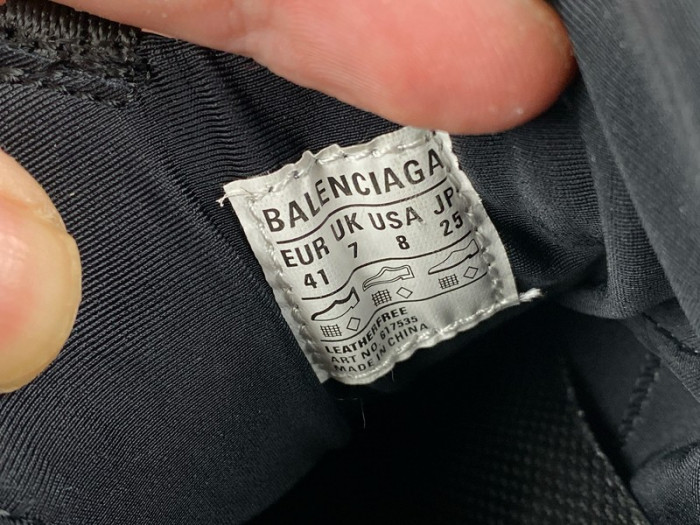 BALENCIAGA
EUR UK USA JP
41 7 8 25
LEATHERFREE
ART NO. 617535
MADE IN CHINA